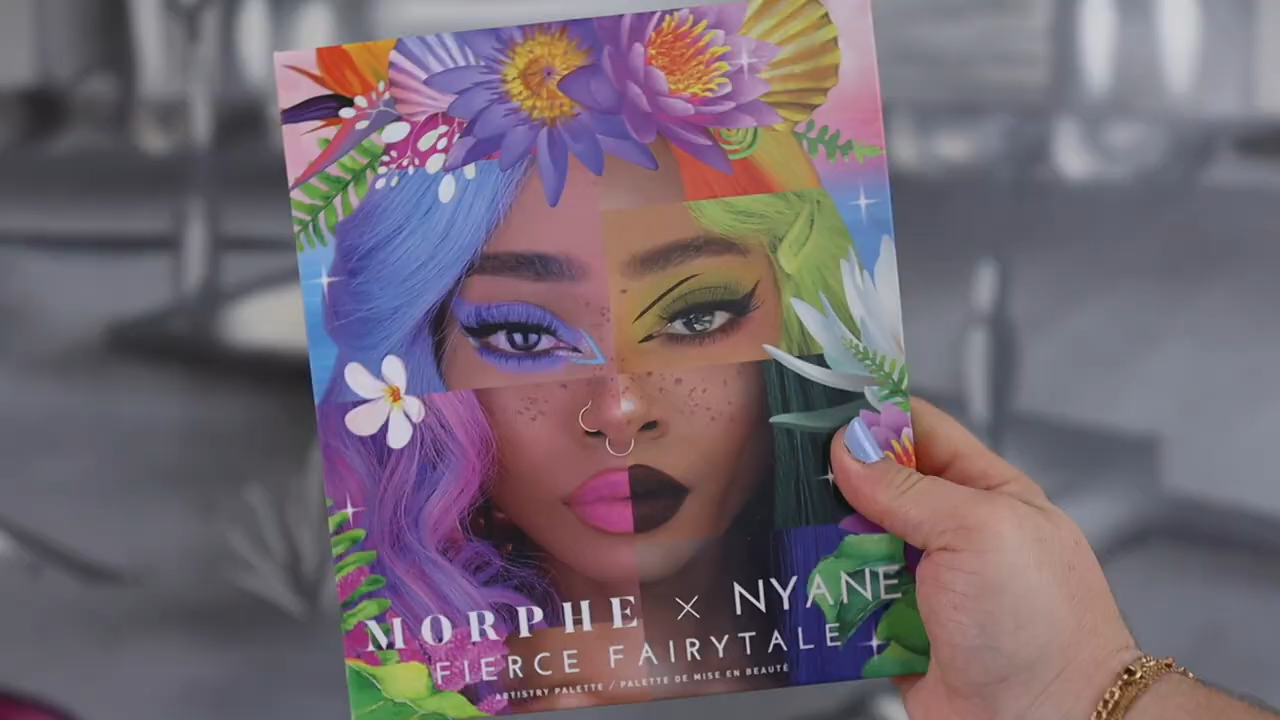 MORPHE × NYANE
FIERCE FAIRYTALE
ARTISTRY PALETTE / PALETTE DE MISE EN BEAUTÉ